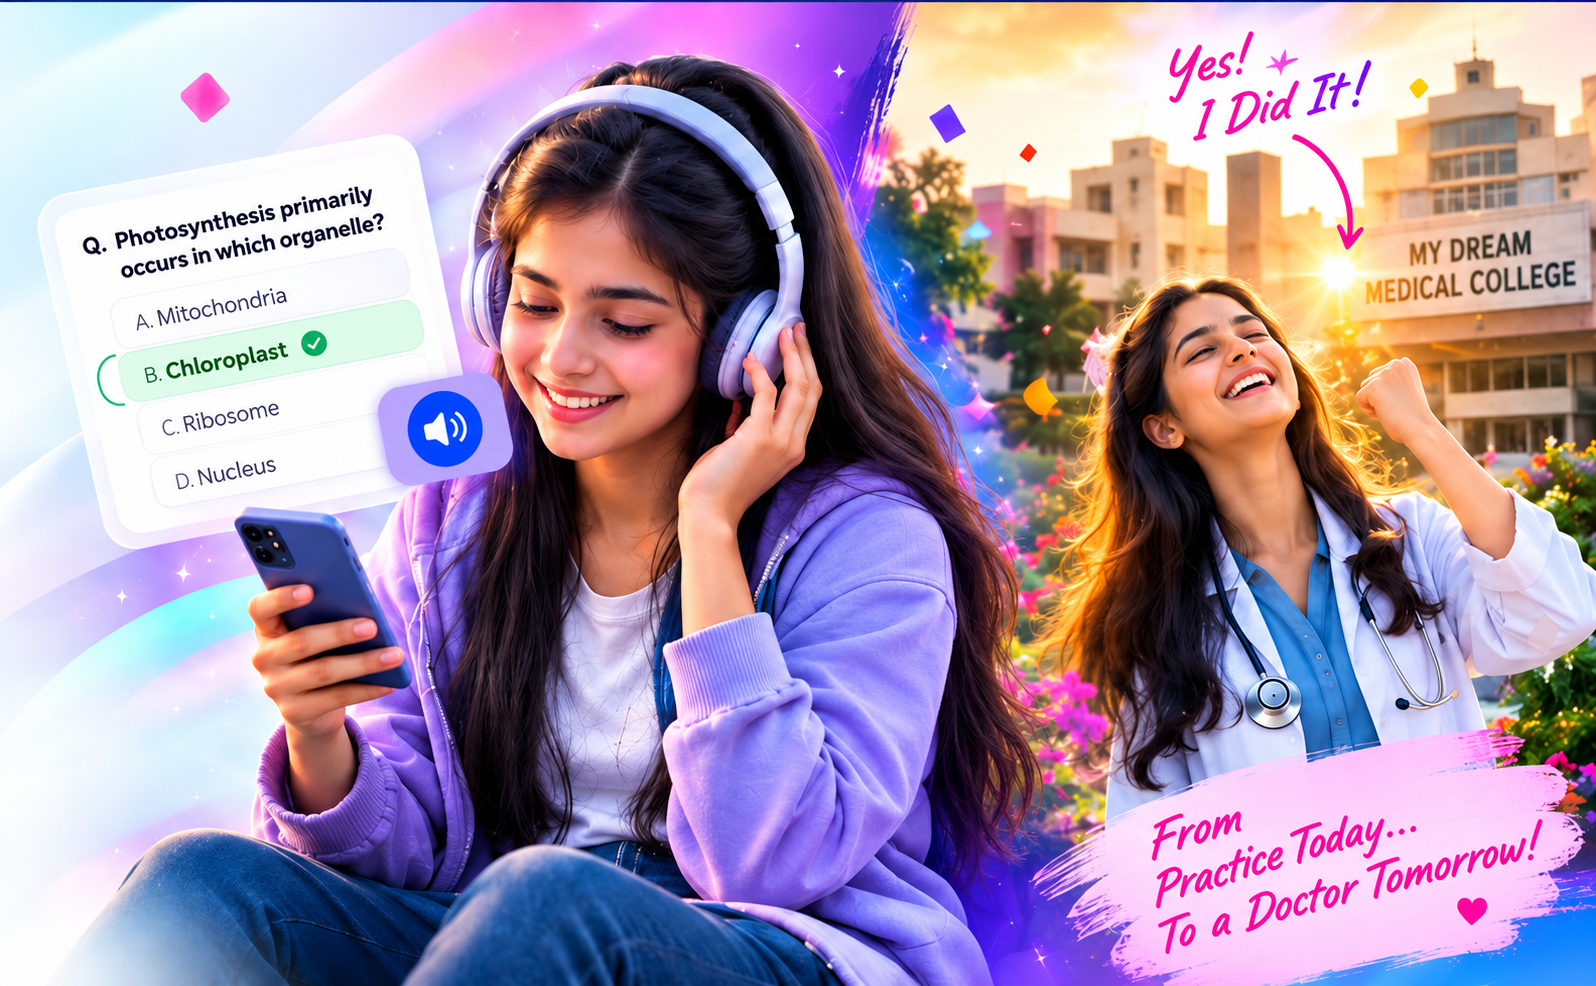 Q. Photosynthesis primarily
occurs in which organelle?
A. Mitochondria
B. Chloroplast
C. Ribosome
D. Nucleus
Yes!
I Did It!
MY DREAM
MEDICAL COLLEGE
From
Practice Today...
To a Doctor Tomorrow!